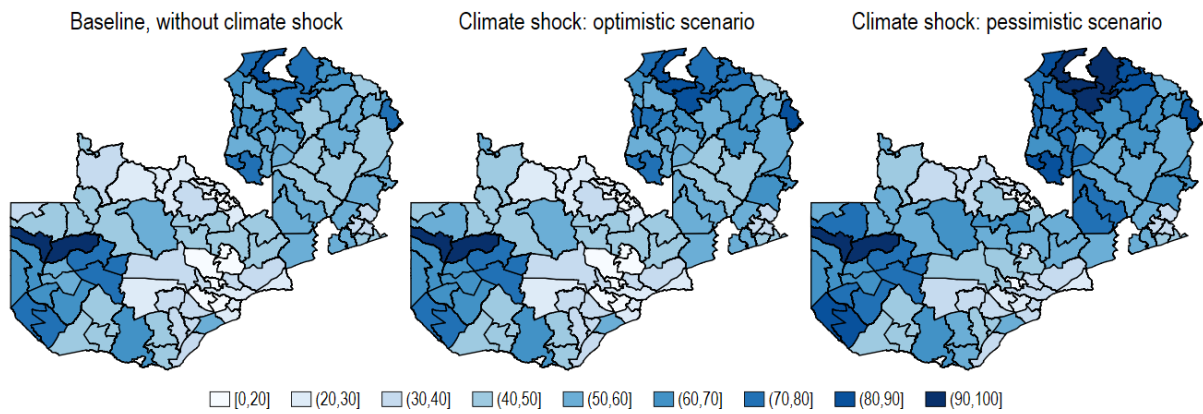 Baseline, without climate shock
Climate shock: optimistic scenario
Climate shock: pessimistic scenario
[0,20] (20,30] (30,40] (40,50] (50,60] (60,70] (70,80] (80,90] (90,100]